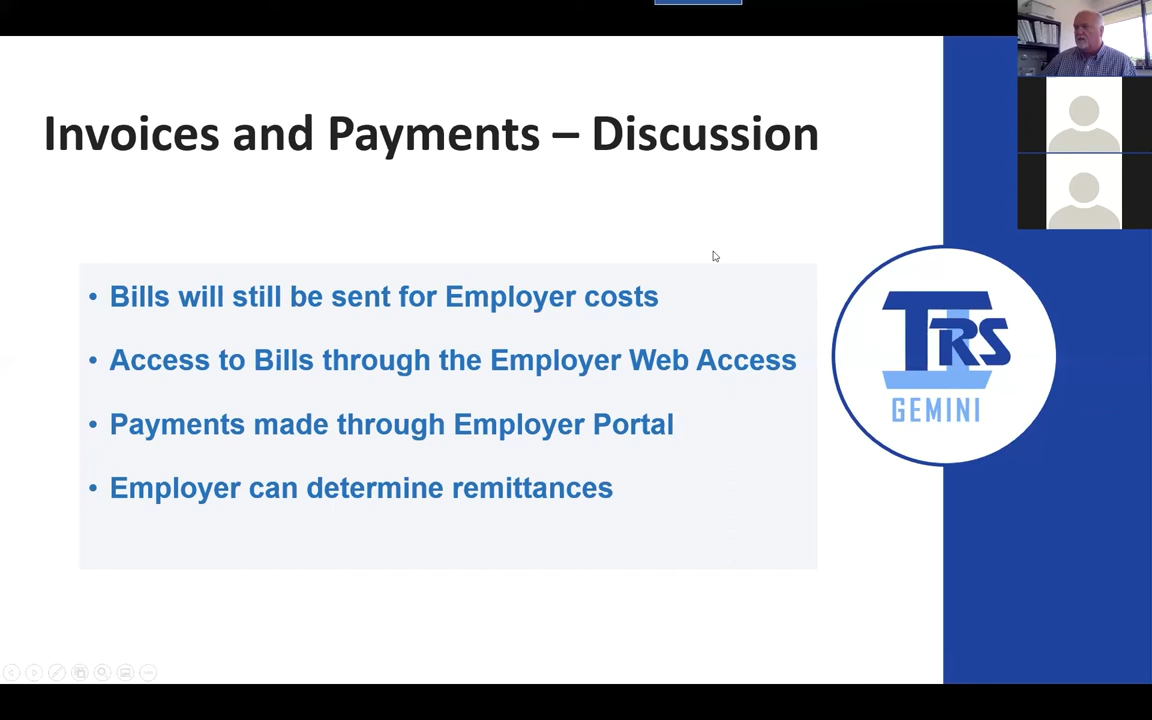 Invoices and Payments – Discussion
• Bills will still be sent for Employer costs
• Access to Bills through the Employer Web Access
• Payments made through Employer Portal
• Employer can determine remittances
TRS
GEMINI